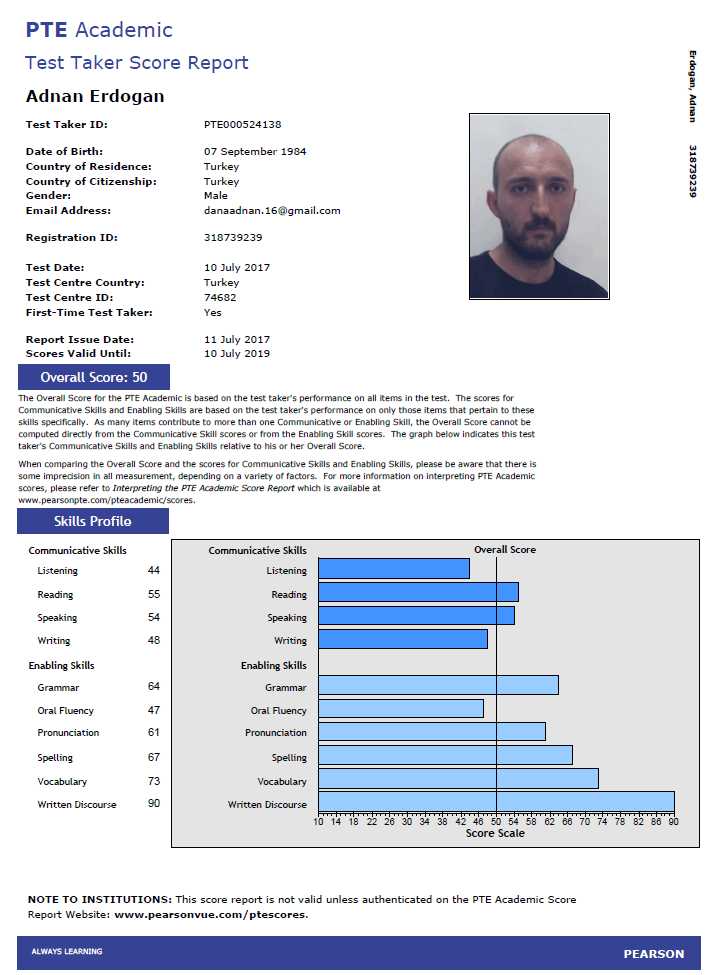 PTE Academic
Test Taker Score Report
Adnan Erdogan
Erdogan, Adnan 318739239
Test Taker ID: PTE000524138
Date of Birth: 07 September 1984
Country of Residence: Turkey
Country of Citizenship: Turkey
Gender: Male
Email Address: danaadnan.16@gmail.com
Registration ID: 318739239
Test Date: 10 July 2017
Test Centre Country: Turkey
Test Centre ID: 74682
First-Time Test Taker: Yes
Report Issue Date: 11 July 2017
Scores Valid Until: 10 July 2019
Overall Score: 50
The Overall Score for the PTE Academic is based on the test taker's performance on all items in the test. The scores for
Communicative Skills and Enabling Skills are based on the test taker's performance on only those items that pertain to these
skills specifically. As many items contribute to more than one Communicative or Enabling Skill, the Overall Score cannot be
computed directly from the Communicative Skill scores or from the Enabling Skill scores. The graph below indicates this test
taker's Communicative Skills and Enabling Skills relative to his or her Overall Score.
When comparing the Overall Score and the scores for Communicative Skills and Enabling Skills, please be aware that there is
some imprecision in all measurement, depending on a variety of factors. For more information on interpreting PTE Academic
scores, please refer to Interpreting the PTE Academic Score Report which is available at
www.pearsonpte.com/pteacademic/scores.
Skills Profile
Communicative Skills
Listening 44
Reading 55
Speaking 54
Writing 48
Enabling Skills
Grammar 64
Oral Fluency 47
Pronunciation 61
Spelling 67
Vocabulary 73
Written Discourse 90
Communicative Skills Overall Score
Listening
Reading
Speaking
Writing
Enabling Skills
Grammar
Oral Fluency
Pronunciation
Spelling
Vocabulary
Written Discourse
10 14 18 22 26 30 34 38 42 46 50 54 58 62 66 70 74 78 82 86 90
Score Scale
NOTE TO INSTITUTIONS: This score report is not valid unless authenticated on the PTE Academic Score
Report Website: www.pearsonvue.com/ptescores.
ALWAYS LEARNING PEARSON